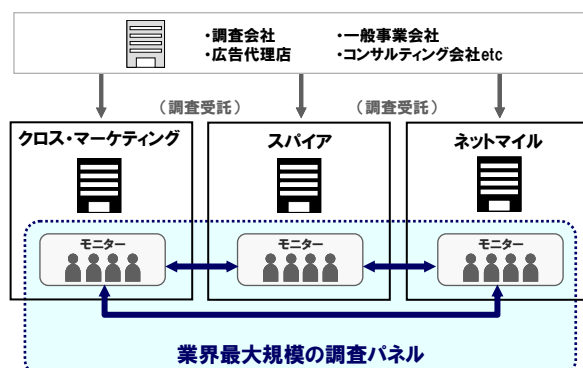 ・調査会社 ・一般事業会社
・広告代理店 ・コンサルティング会社etc
（調査受託） （調査受託）
クロス・マーケティング スパイア ネットマイル
モニター モニター モニター
業界最大規模の調査パネル